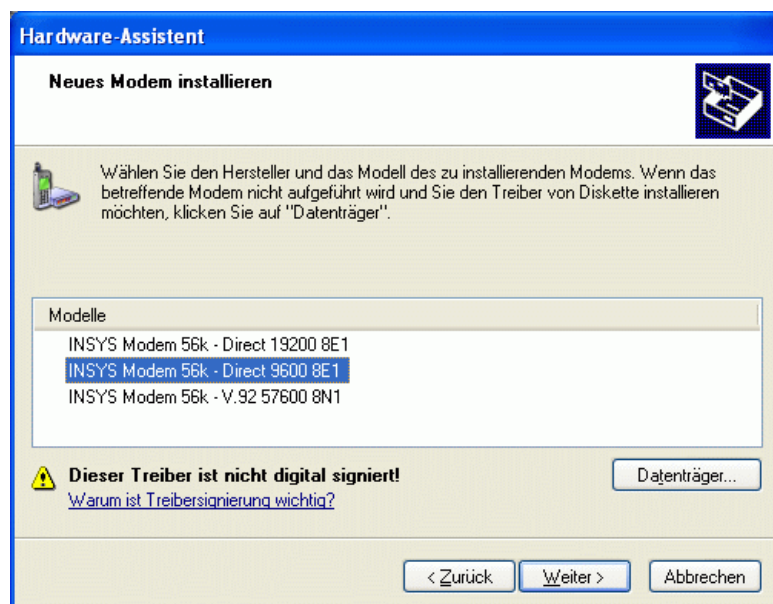 Hardware-Assistent
Neues Modem installieren
Wählen Sie den Hersteller und das Modell des zu installierenden Modems. Wenn das
betreffende Modem nicht aufgeführt wird und Sie den Treiber von Diskette installieren
möchten, klicken Sie auf "Datenträger".
Modelle
INSYS Modem 56k - Direct 19200 8E1
INSYS Modem 56k - Direct 9600 8E1
INSYS Modem 56k - V.92 57600 8N1
Dieser Treiber ist nicht digital signiert!
Datenträger...
Warum ist Treibersignierung wichtig?
< Zurück Weiter > Abbrechen